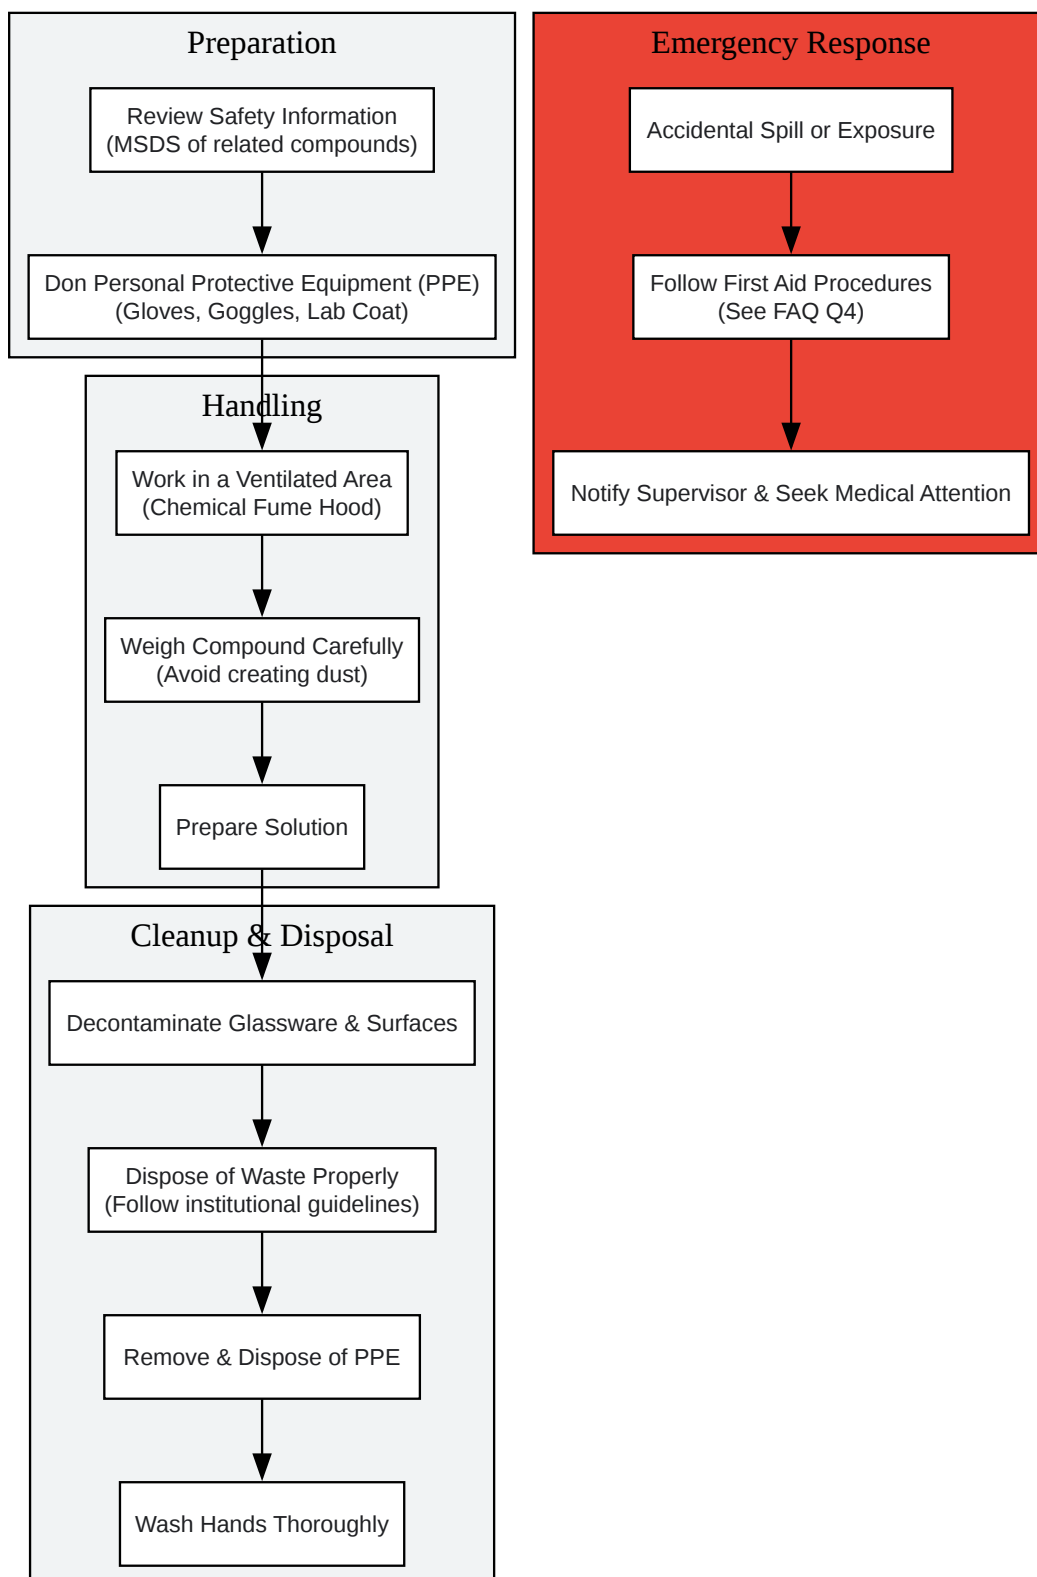 Preparation
Review Safety Information
(MSDS of related compounds)
Don Personal Protective Equipment (PPE)
(Gloves, Goggles, Lab Coat)
Handling
Work in a Ventilated Area
(Chemical Fume Hood)
Weigh Compound Carefully
(Avoid creating dust)
Prepare Solution
Cleanup & Disposal
Decontaminate Glassware & Surfaces
Dispose of Waste Properly
(Follow institutional guidelines)
Remove & Dispose of PPE
Wash Hands Thoroughly
Emergency Response
Accidental Spill or Exposure
Follow First Aid Procedures
(See FAQ Q4)
Notify Supervisor & Seek Medical Attention